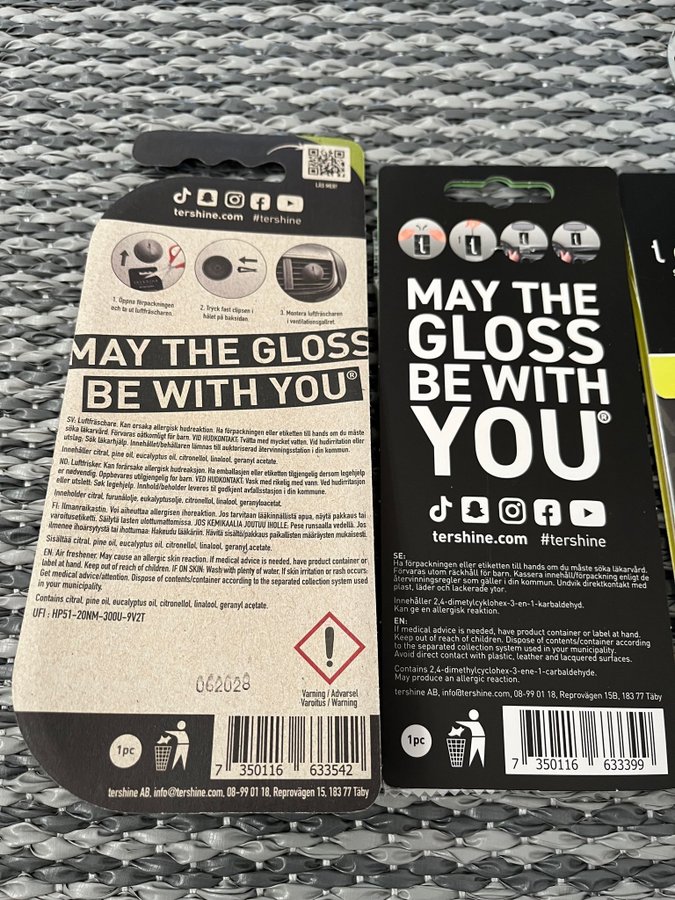 LÄS MER!
tershine.com #tershine
1. Öppna förpackningen
och ta ut luftfräscharen.
2. Tryck fast clipsen i
hålet på baksidan.
3. Montera luftfräscharen
i ventilationsgallret.
MAY THE GLOSS
BE WITH YOU®
SV: Luftfräschare. Kan orsaka allergisk hudreaktion. Ha förpackningen eller etiketten till hands om du måste
söka läkarvård. Förvaras oåtkomligt för barn. VID HUDKONTAKT: Tvätta med mycket vatten. Vid hudirritation eller
utslag: Sök läkarhjälp. Innehållet/behållaren lämnas till auktoriserad återvinningsstation i din kommun.
Innehåller citral, pine oil, eucalyptus oil, citronellol, linalool, geranyl acetate.
NO: Luftfrisker. Kan forårsake allergisk hudreaksjon. Ha emballasjen eller etiketten tilgjengelig dersom legehjelp
er nødvendig. Oppbevares utilgjengelig for barn. VED HUDKONTAKT: Vask med rikelig med vann. Ved hudirritasjon
eller utslett: Søk legehjelp. Innhold/beholder leveres til godkjent avfallsstasjon i din kommune.
Inneholder citral, furunålolje, eukalyptusolje, citronellol, linalool, geranyl acetate.
FI: Ilmanraikastin. Voi aiheuttaa allergisen ihoreaktion. Jos tarvitaan lääkinnällistä apua, näytä pakkaus tai
varoitusetiketti. Säilytä lasten ulottumattomissa. JOS KEMIKAALIA JOUTUU IHOLLE: Pese runsaalla vedellä. Jos
ilmenee ihoärsytystä tai ihottumaa: Hakeudu lääkäriin. Hävitä sisältö/pakkaus paikallisten määräysten mukaisesti.
Sisältää citral, pine oil, eucalyptus oil, citronellol, linalool, geranyl acetate.
EN: Air freshener. May cause an allergic skin reaction. If medical advice is needed, have product container or
label at hand. Keep out of reach of children. IF ON SKIN: Wash with plenty of water. If skin irritation or rash occurs:
Get medical advice/attention. Dispose of contents/container according to the separated collection system used
in your municipality.
Contains citral, pine oil, eucalyptus oil, citronellol, linalool, geranyl acetate.
UFI : HP5T-20NM-300U-9V2T
062028
Varning / Advarsel
Varoitus / Warning
1pc
7 350116 633542
tershine AB, info@tershine.com, 08-99 01 18, Reprovägen 15, 183 77 Täby
t
MAY THE
GLOSS
BE WITH
YOU®
tershine.com #tershine
SE:
Ha förpackningen eller etiketten till hands om du måste söka läkarvård.
Förvaras utom räckhåll för barn. Kassera innehåll/förpackning enligt de
återvinningsregler som gäller i din kommun. Undvik direktkontakt med
plast, läder och lackerade ytor.
Innehåller 2,4-dimetylcyklohex-3-en-1-karbaldehyd.
Kan ge en allergisk reaktion.
EN:
If medical advice is needed, have product container or label at hand.
Keep out of reach of children. Dispose of contents/container according
to the separated collection system used in your municipality.
Avoid direct contact with plastic, leather and lacquered surfaces.
Contains 2,4-dimethylcyclohex-3-ene-1-carbaldehyde.
May produce an allergic reaction.
tershine AB, info@tershine.com, 08-99 01 18, Reprovägen 15B, 183 77 Täby
1pc
7 350116 633399
t